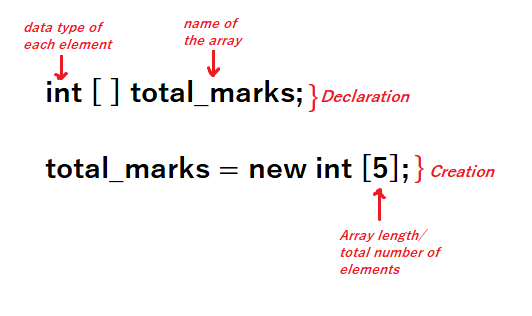 data type of
each element
name of
the array
int [ ] total_marks; } Declaration
total_marks = new int [5]; } Creation
Array length/
total number of
elements